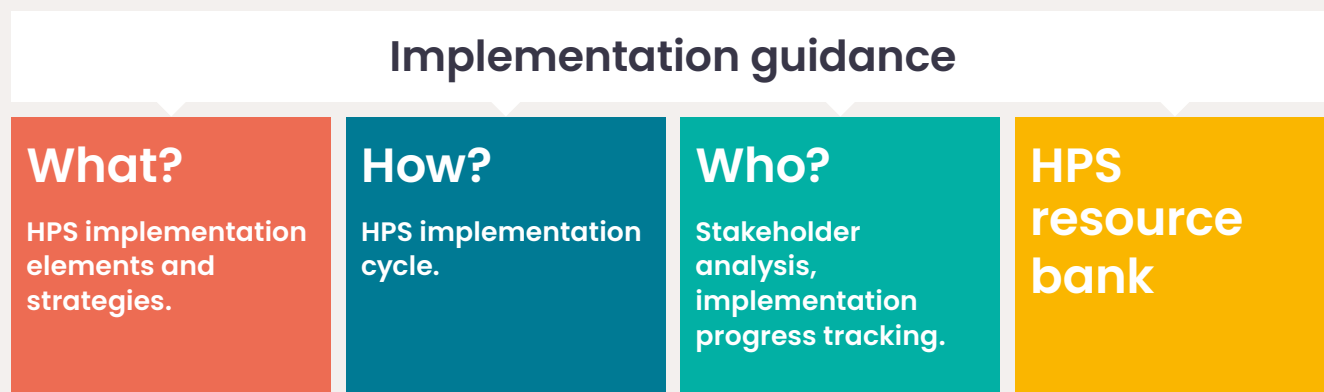 Implementation guidance
What?
HPS implementation
elements and
strategies.
How?
HPS implementation
cycle.
Who?
Stakeholder
analysis,
implementation
progress tracking.
HPS
resource
bank